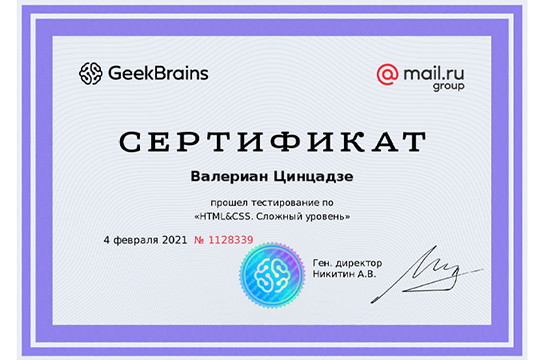 GeekBrains
@mail.ru
group
СЕРТИФИКАТ
Валериан Цинцадзе
прошел тестирование по
«HTML&CSS. Сложный уровень»
4 февраля 2021 № 1128339
Ген. директор
Никитин А.В.